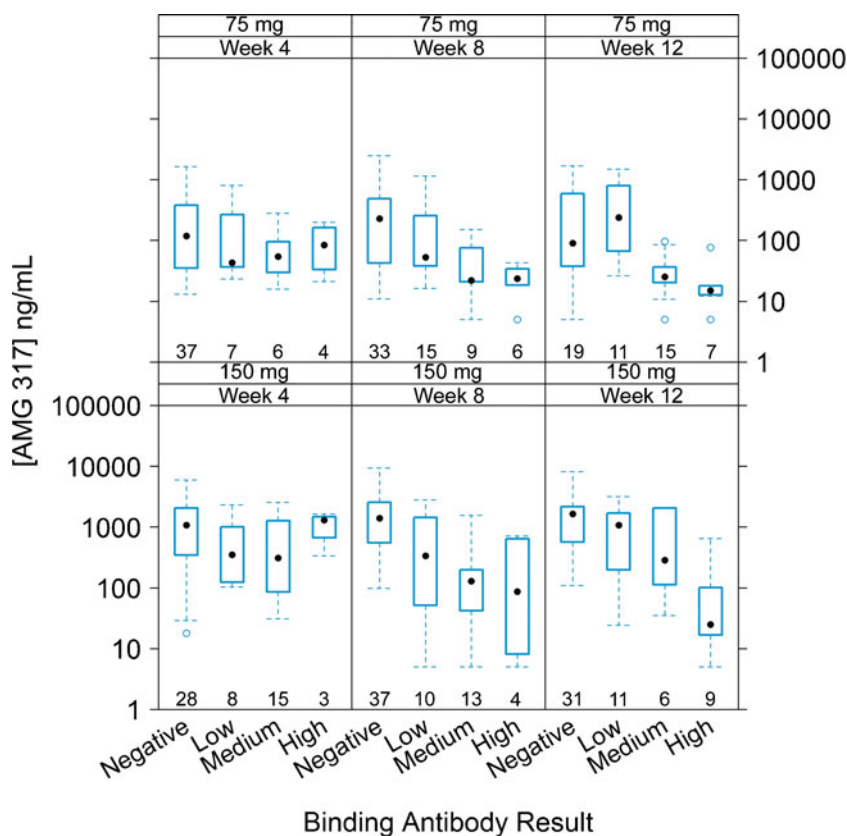 75 mg 75 mg 75 mg
Week 4 Week 8 Week 12
100000
10000
1000
100
10
1
37 7 6 4 33 15 9 6 19 11 15 7
150 mg 150 mg 150 mg
Week 4 Week 8 Week 12
100000
10000
1000
100
10
1
28 8 15 3 37 10 13 4 31 11 6 9
Negative Low Medium High Negative Low Medium High Negative Low Medium High
[AMG 317] ng/mL
Binding Antibody Result